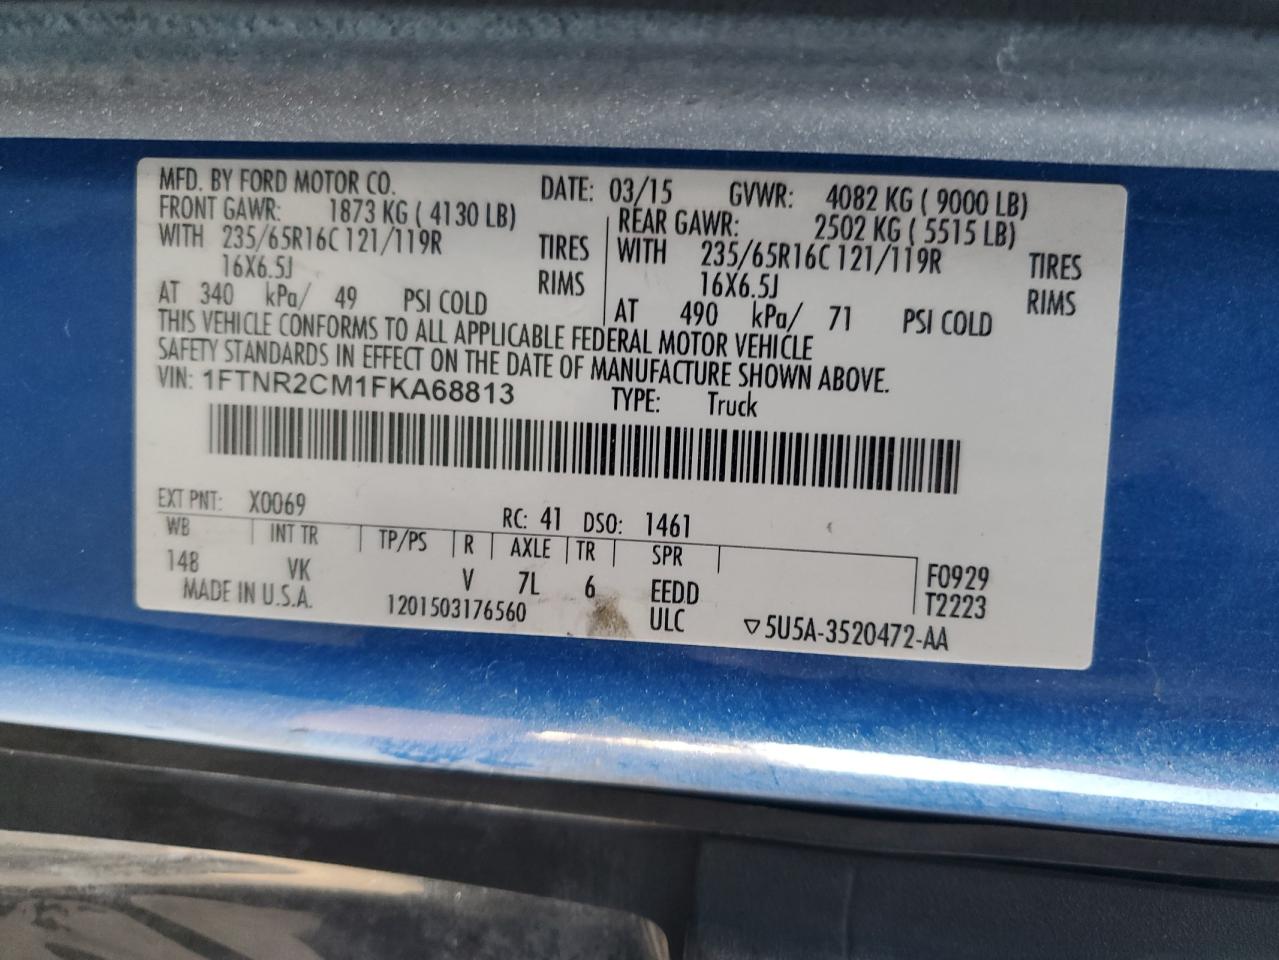 MFD. BY FORD MOTOR CO. DATE: 03/15 GVWR: 4082 KG ( 9000 LB)
FRONT GAWR: 1873 KG ( 4130 LB) REAR GAWR: 2502 KG ( 5515 LB)
WITH 235/65R16C 121/119R TIRES WITH 235/65R16C 121/119R TIRES
16X6.5J RIMS 16X6.5J RIMS
AT 340 kPa/ 49 PSI COLD AT 490 kPa/ 71 PSI COLD
THIS VEHICLE CONFORMS TO ALL APPLICABLE FEDERAL MOTOR VEHICLE
SAFETY STANDARDS IN EFFECT ON THE DATE OF MANUFACTURE SHOWN ABOVE.
VIN: 1FTNR2CM1FKA68813 TYPE: Truck
EXT PNT: X0069 RC: 41 DSO: 1461
WB INT TR TP/PS R AXLE TR SPR
148 VK V 7L 6 EEDD F0929
MADE IN U.S.A. 1201503176560 ULC T2223
▽5U5A-3520472-AA